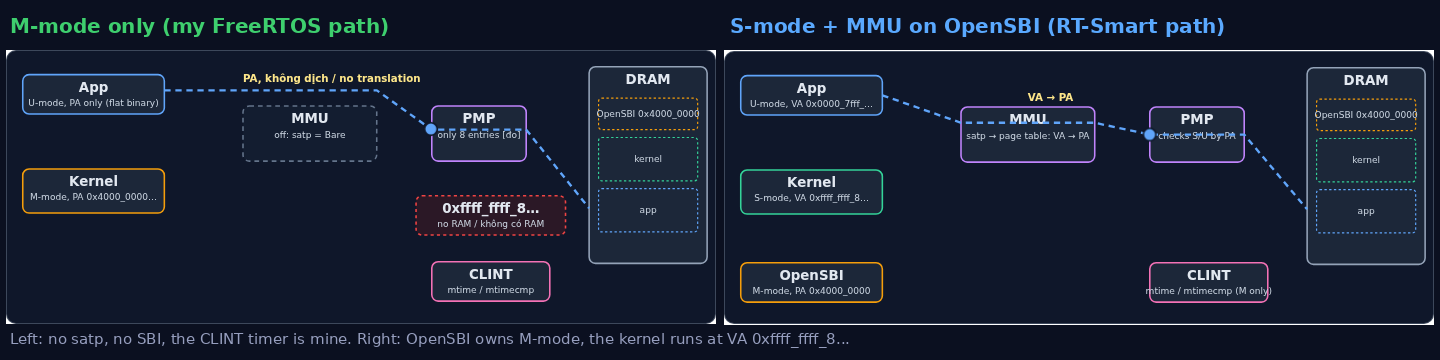 M-mode only (my FreeRTOS path)
App
U-mode, PA only (flat binary)
PA, không dịch / no translation
MMU
off: satp = Bare
PMP
only 8 entries [đo]
DRAM
OpenSBI 0x4000_0000
kernel
app
Kernel
M-mode, PA 0x4000_0000...
0xffff_ffff_8...
no RAM / không có RAM
CLINT
mtime / mtimecmp
S-mode + MMU on OpenSBI (RT-Smart path)
App
U-mode, VA 0x0000_7fff_...
VA → PA
MMU
satp → page table: VA → PA
PMP
checks S/U by PA
DRAM
OpenSBI 0x4000_0000
kernel
app
Kernel
S-mode, VA 0xffff_ffff_8...
OpenSBI
M-mode, PA 0x4000_0000
CLINT
mtime / mtimecmp (M only)
Left: no satp, no SBI, the CLINT timer is mine. Right: OpenSBI owns M-mode, the kernel runs at VA 0xffff_ffff_8...